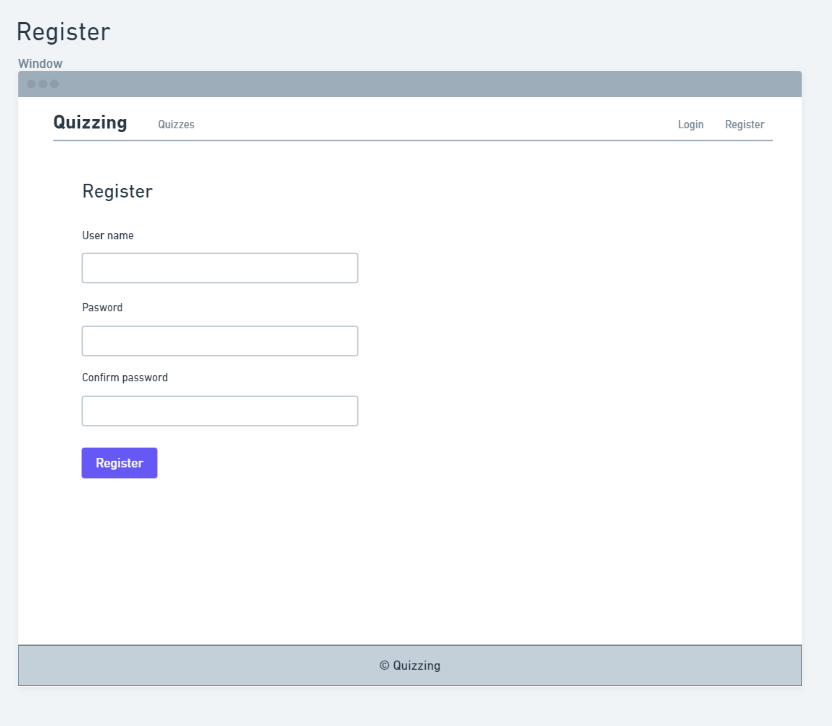 Register
Window
Quizzing Quizzes Login Register
Register
User name
Pasword
Confirm password
Register
© Quizzing